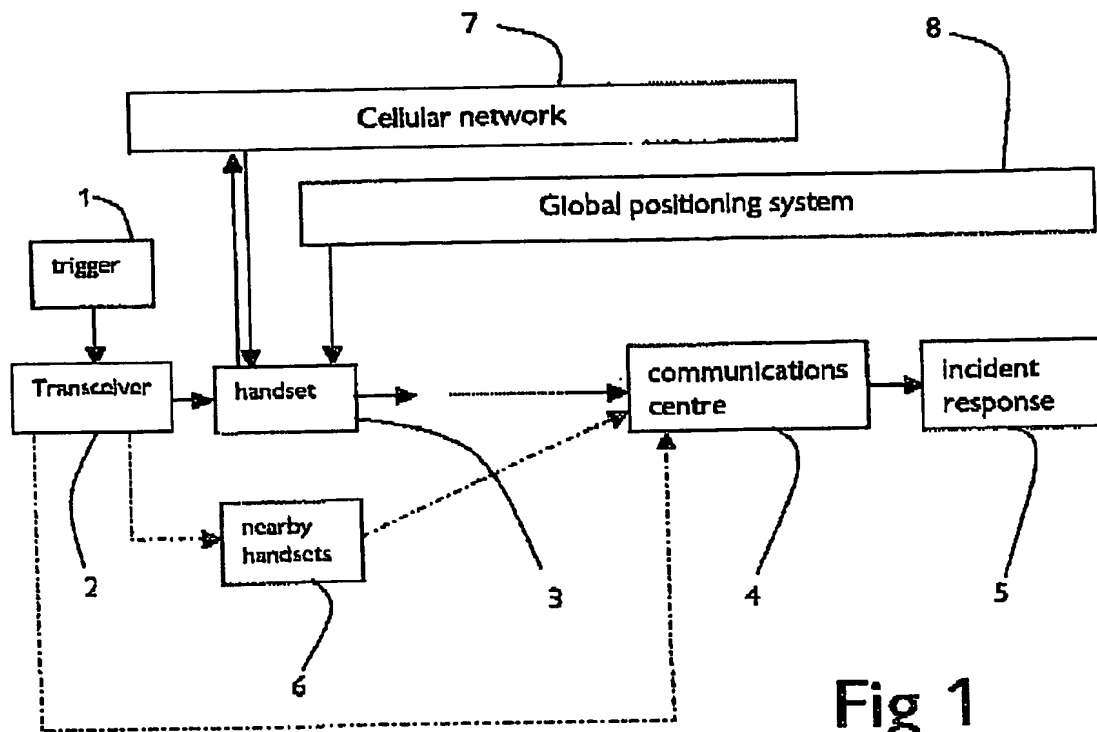 7
8
Cellular network
1
Global positioning system
trigger
Transceiver
handset
communications
centre
incident
response
nearby
handsets
2
3
4
5
6
Fig 1